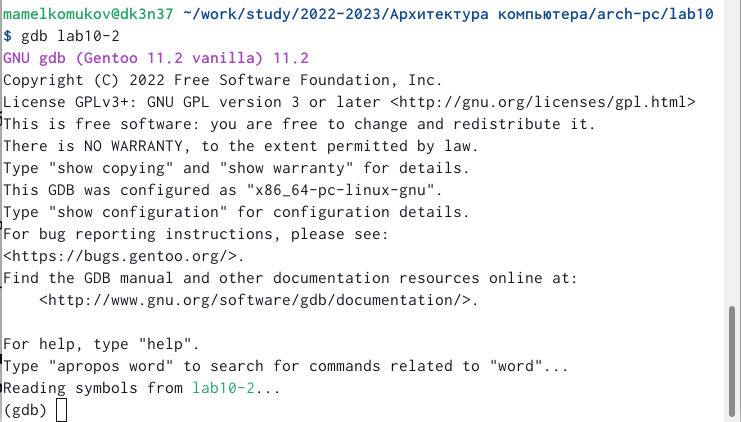 mamelkomukov@dk3n37 ~/work/study/2022-2023/Архитектура компьютера/arch-pc/lab10
$ gdb lab10-2
GNU gdb (Gentoo 11.2 vanilla) 11.2
Copyright (C) 2022 Free Software Foundation, Inc.
License GPLv3+: GNU GPL version 3 or later <http://gnu.org/licenses/gpl.html>
This is free software: you are free to change and redistribute it.
There is NO WARRANTY, to the extent permitted by law.
Type "show copying" and "show warranty" for details.
This GDB was configured as "x86_64-pc-linux-gnu".
Type "show configuration" for configuration details.
For bug reporting instructions, please see:
<https://bugs.gentoo.org/>.
Find the GDB manual and other documentation resources online at:
    <http://www.gnu.org/software/gdb/documentation/>.

For help, type "help".
Type "apropos word" to search for commands related to "word"...
Reading symbols from lab10-2...
(gdb)